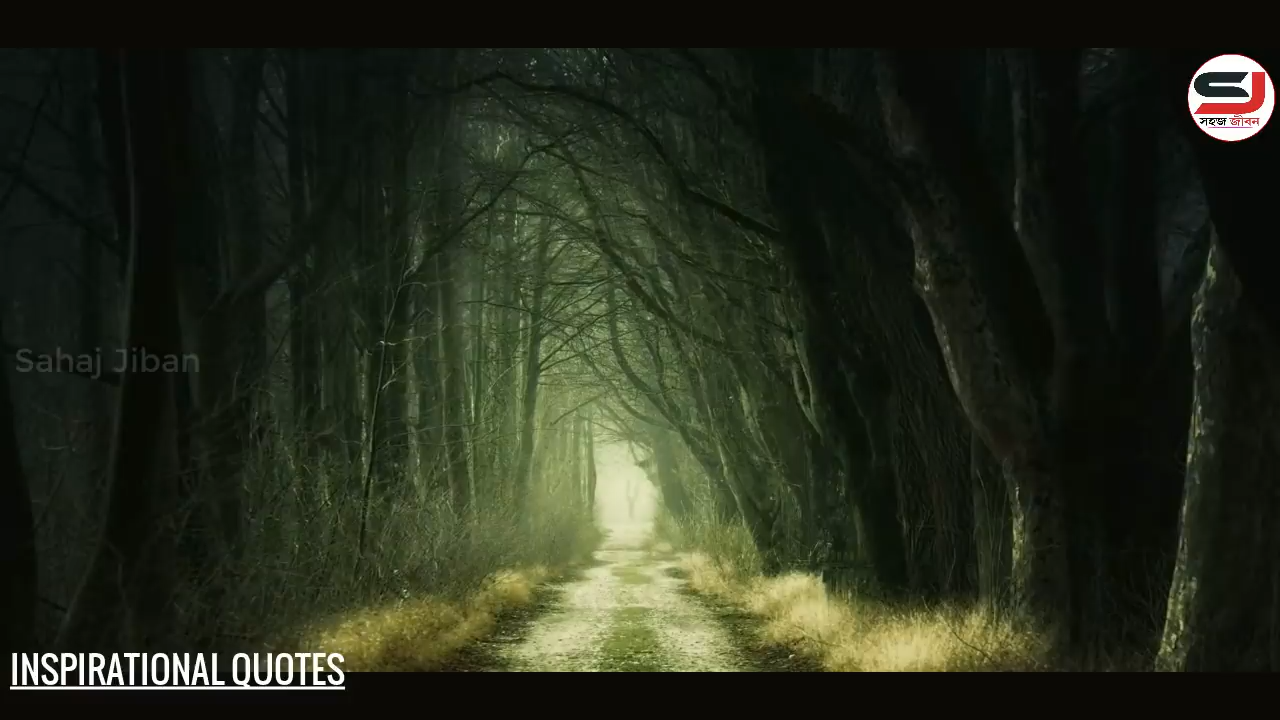 SJ
সহজ জীবন
Sahaj Jiban
INSPIRATIONAL QUOTES